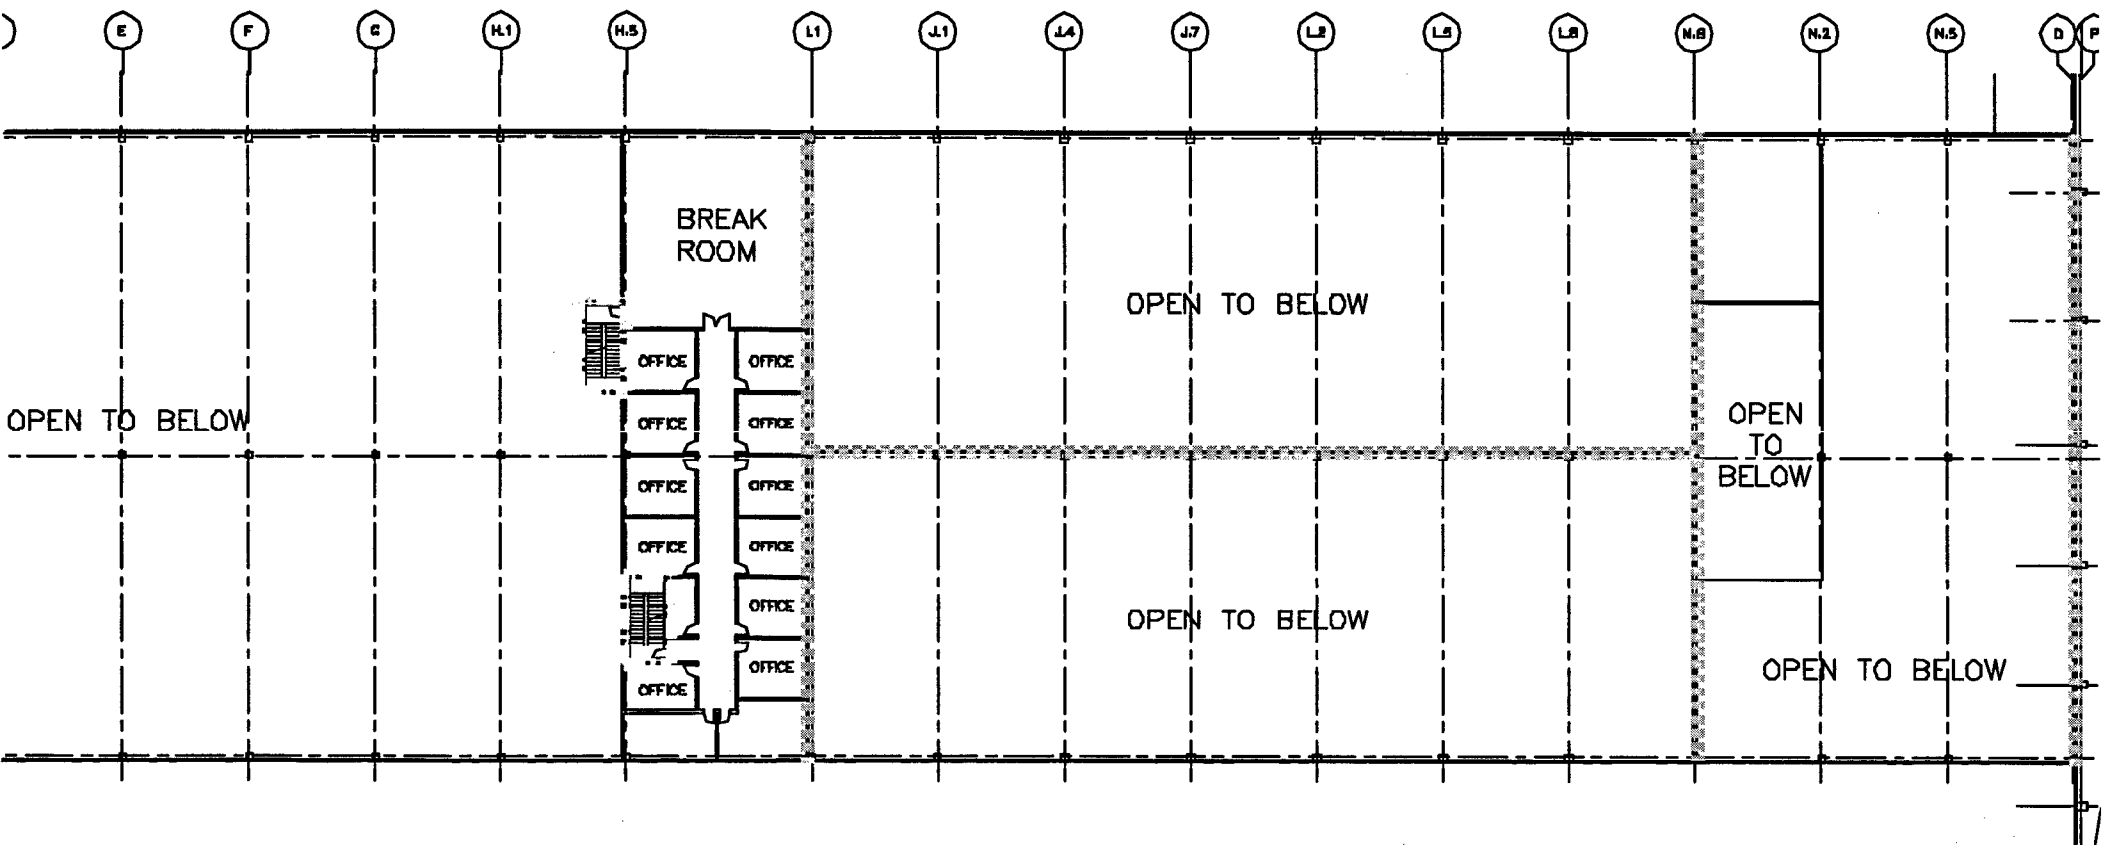 E F G H.1 H.5 I.1 J.1 J.4 J.7 L.2 L.5 L.8 N.2 N.5 D P
BREAK
ROOM
OPEN TO BELOW
OFFICE OFFICE
OPEN TO BELOW
OFFICE OFFICE
OPEN
TO
BELOW
OFFICE OFFICE
OFFICE OFFICE
OFFICE
OPEN TO BELOW
OFFICE
OPEN TO BELOW
OFFICE